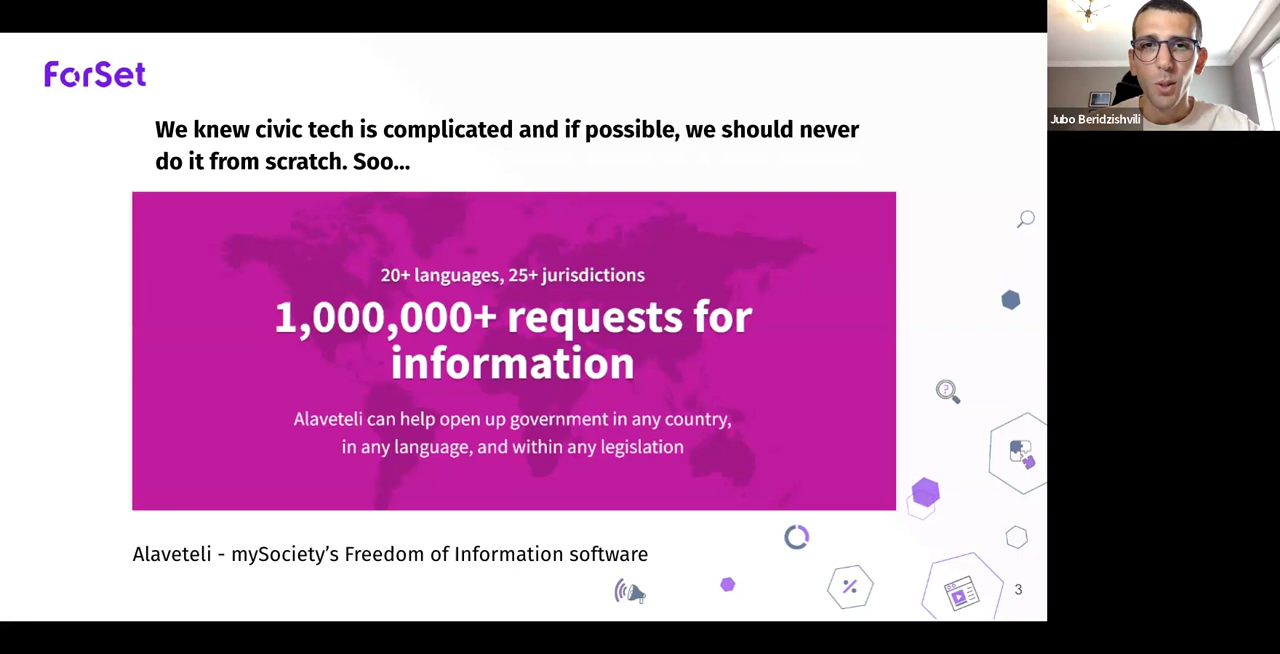 ForSet
We knew civic tech is complicated and if possible, we should never
do it from scratch. Soo...
20+ languages, 25+ jurisdictions
1,000,000+ requests for
information
Alaveteli can help open up government in any country,
in any language, and within any legislation
Alaveteli - mySociety’s Freedom of Information software
?
%
3
Jubo Beridzishvili